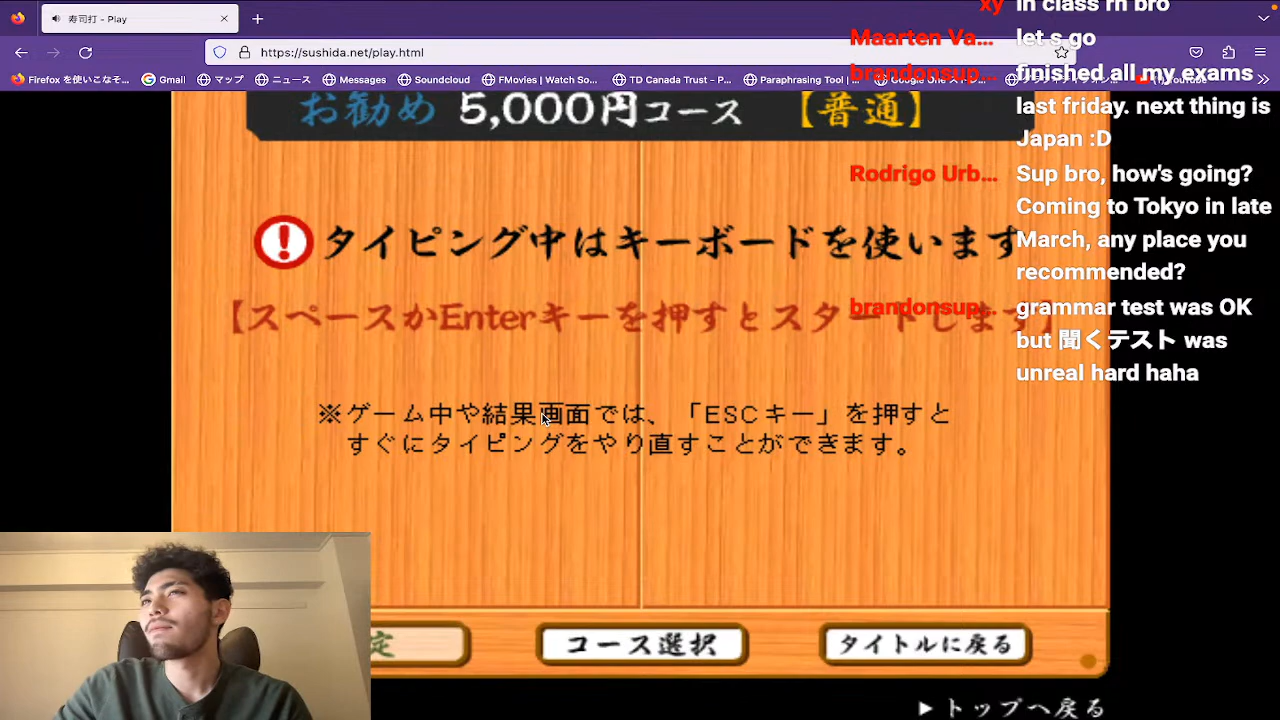 寿司打 - Play
https://sushida.net/play.html
Firefox を使いこなそ…
Gmail
マップ
ニュース
Messages
Soundcloud
FMovies | Watch So…
TD Canada Trust - P…
Paraphrasing Tool |…
お勧め 5,000円コース 【普通】
タイピング中はキーボードを使います
【スペースかEnterキーを押すとスタートします】
※ゲーム中や結果画面では、「ESCキー」を押すと
すぐにタイピングをやり直すことができます。
定
コース選択
タイトルに戻る
▶トップへ戻る
xy in class rn bro
Maarten Va… let s go
brandonsup… finished all my exams
last friday. next thing is
Japan :D
Rodrigo Urb… Sup bro, how's going?
Coming to Tokyo in late
March, any place you
recommended?
brandonsup… grammar test was OK
but 聞くテスト was
unreal hard haha